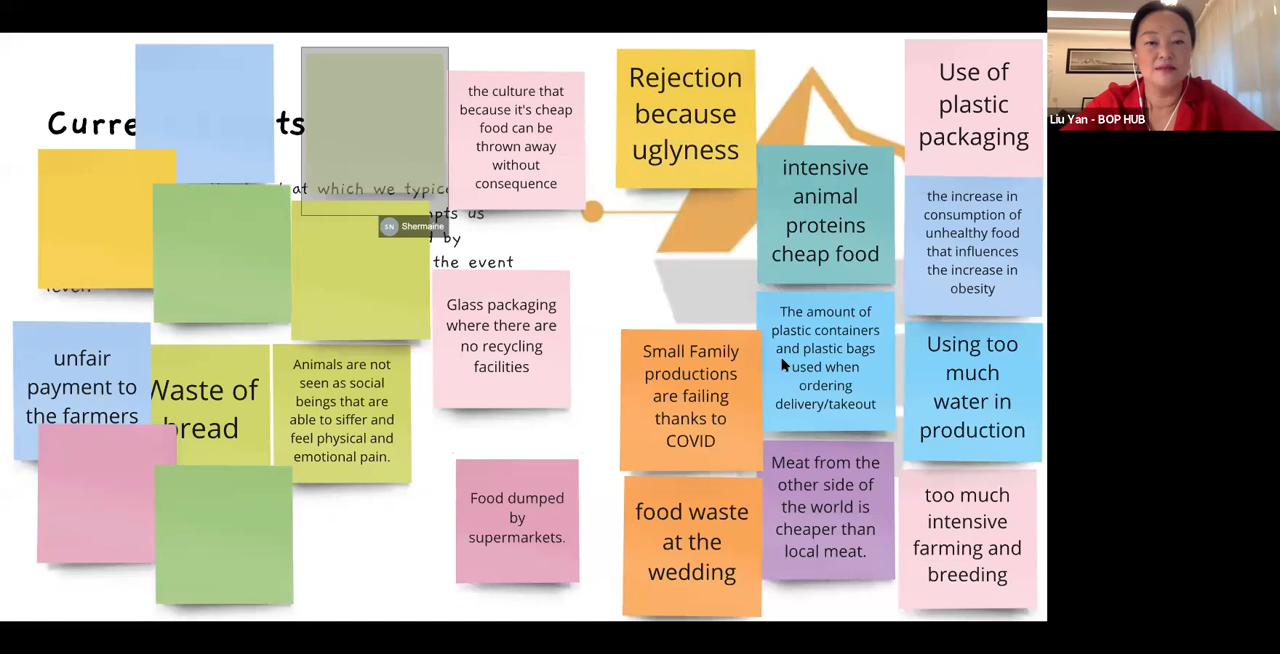 Curre
ts
at which we typic
pts us
d by
the event
level.
SN Shermaine
the culture that
because it's cheap
food can be
thrown away
without
consequence
Rejection
because
uglyness
intensive
animal
proteins
cheap food
Use of
plastic
packaging
the increase in
consumption of
unhealthy food
that influences
the increase in
obesity
Glass packaging
where there are
no recycling
facilities
unfair
payment to
the farmers
Waste of
bread
Animals are not
seen as social
beings that are
able to siffer and
feel physical and
emotional pain.
Food dumped
by
supermarkets.
Small Family
productions
are failing
thanks to
COVID
The amount of
plastic containers
and plastic bags
used when
ordering
delivery/takeout
Using too
much
water in
production
food waste
at the
wedding
Meat from the
other side of
the world is
cheaper than
local meat.
too much
intensive
farming and
breeding
Liu Yan - BOP HUB